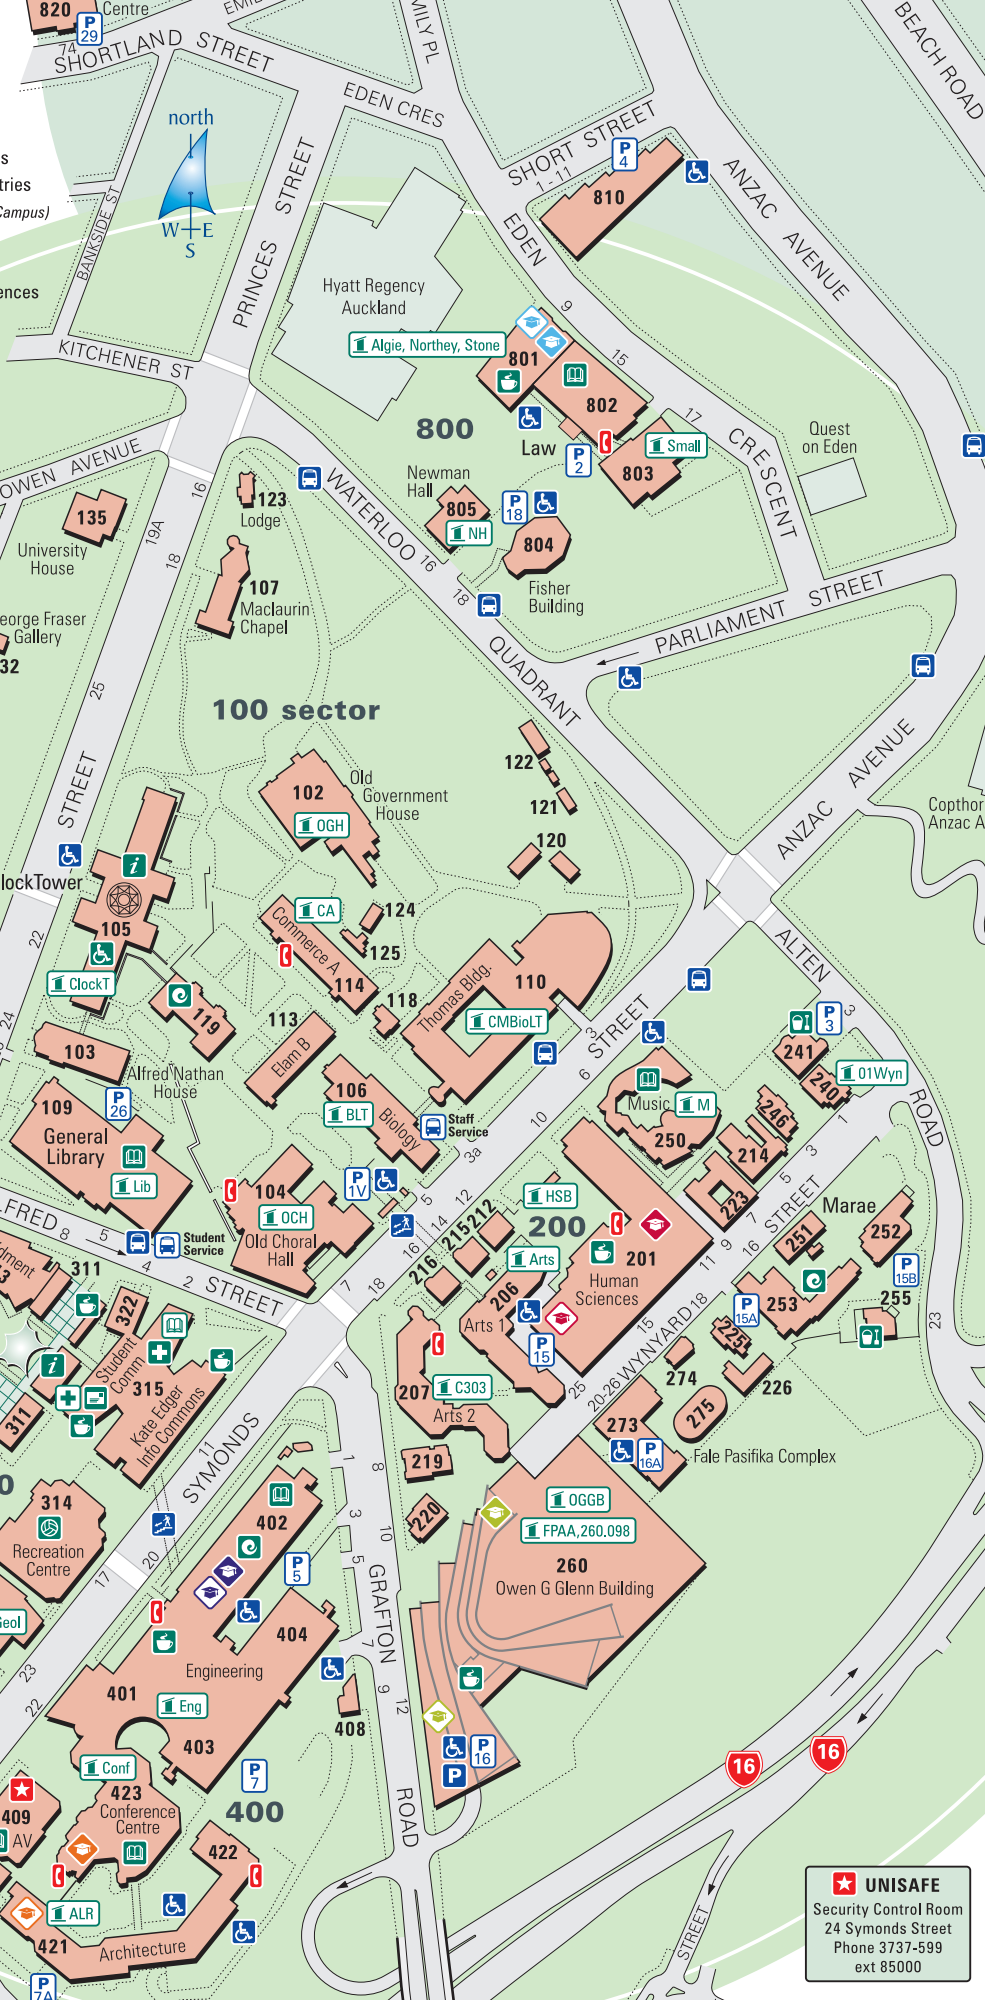 820
Centre
P
29
74
SHORTLAND STREET
EMILY PL
BEACH ROAD
EDEN CRES
north
W E
S
s
tries
Campus)
ences
BANKSIDE ST
PRINCES STREET
SHORT STREET
1-11
P
4
810
ANZAC AVENUE
EDEN
CRESCENT
9
15
17
Hyatt Regency
Auckland
Algie, Northey, Stone
801
802
KITCHENER ST
800
Law
P
2
Small
803
Quest
on Eden
OWEN AVENUE
16
19A
18
135
University
House
123
Lodge
WATERLOO
16
18
QUADRANT
Newman
Hall
805
NH
P
18
804
Fisher
Building
107
Maclaurin
Chapel
eorge Fraser
Gallery
32
PARLIAMENT STREET
25
100 sector
STREET
122
121
120
ANZAC AVENUE
Copthor
Anzac A
102
Old
Government
House
OGH
lockTower
105
ClockT
22
24
CA
Commerce A
114
124
125
118
Thomas Bldg.
110
CMBioLT
ALTEN
ROAD
3
119
113
Elam B
103
Alfred Nathan
House
P
26
109
General
Library
Lib
106
BLT
Biology
Staff
Service
3
STREET
6
10
3a
P
3
241
240
01Wyn
Music
M
250
246
214
223
1
3
5
7
9
11
STREET
104
OCH
Old Choral
Hall
P
1V
5
12
14
16
18
7
LFRED
8
5
4
2
STREET
Student
Service
HSB
200
201
Human
Sciences
212
215
216
Arts
206
Arts 1
P
15
Marae
16
251
252
253
P
15A
P
15B
255
225
226
274
275
23
15
20-26 WYNYARD 18
25
273
P
16A
Fale Pasifika Complex
dment
3
311
322
Student
Comm
315
Kate Edger
Info Commons
311
207
C303
Arts 2
219
220
1
8
3
10
5
SYMONDS
11
314
Recreation
Centre
20
17
402
P
5
GRAFTON
OGGB
FPAA,260.098
260
Owen G Glenn Building
Geol
404
Engineering
401
Eng
403
7
9
12
408
23
22
P
16
P
16
16
Conf
423
Conference
Centre
P
7
400
409
AV
422
ROAD
ALR
421
Architecture
P
7A
STREET
UNISAFE
Security Control Room
24 Symonds Street
Phone 3737-599
ext 85000